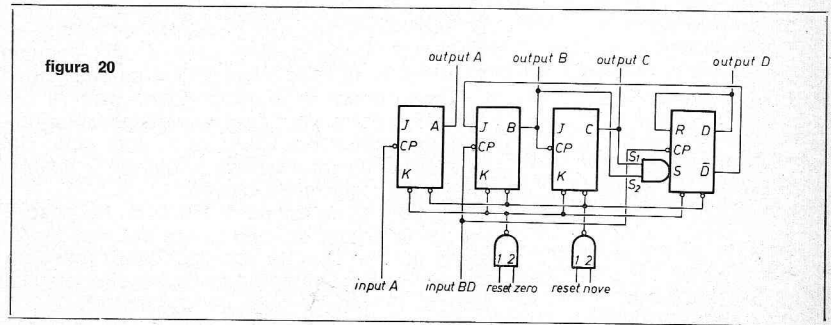 figura 20
output A output B output C output D
J A J B J C R D
CP CP CP CP
S1
K K K S D̅
S2
1 2 1 2
input A input BD reset zero reset nove